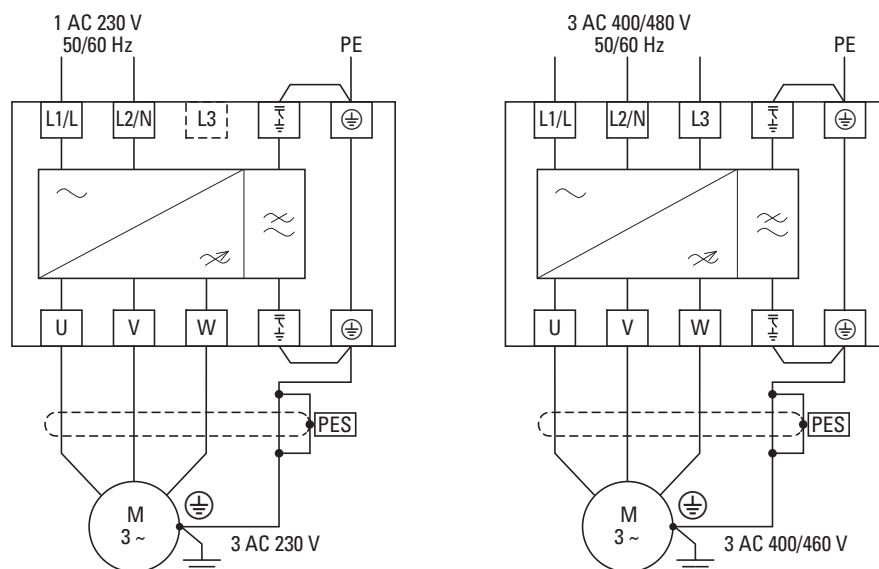 1 AC 230 V
50/60 Hz
PE
L1/L
L2/N
L3
U
V
W
PES
M
3 ~
3 AC 230 V
3 AC 400/480 V
50/60 Hz
PE
L1/L
L2/N
L3
U
V
W
PES
M
3 ~
3 AC 400/460 V